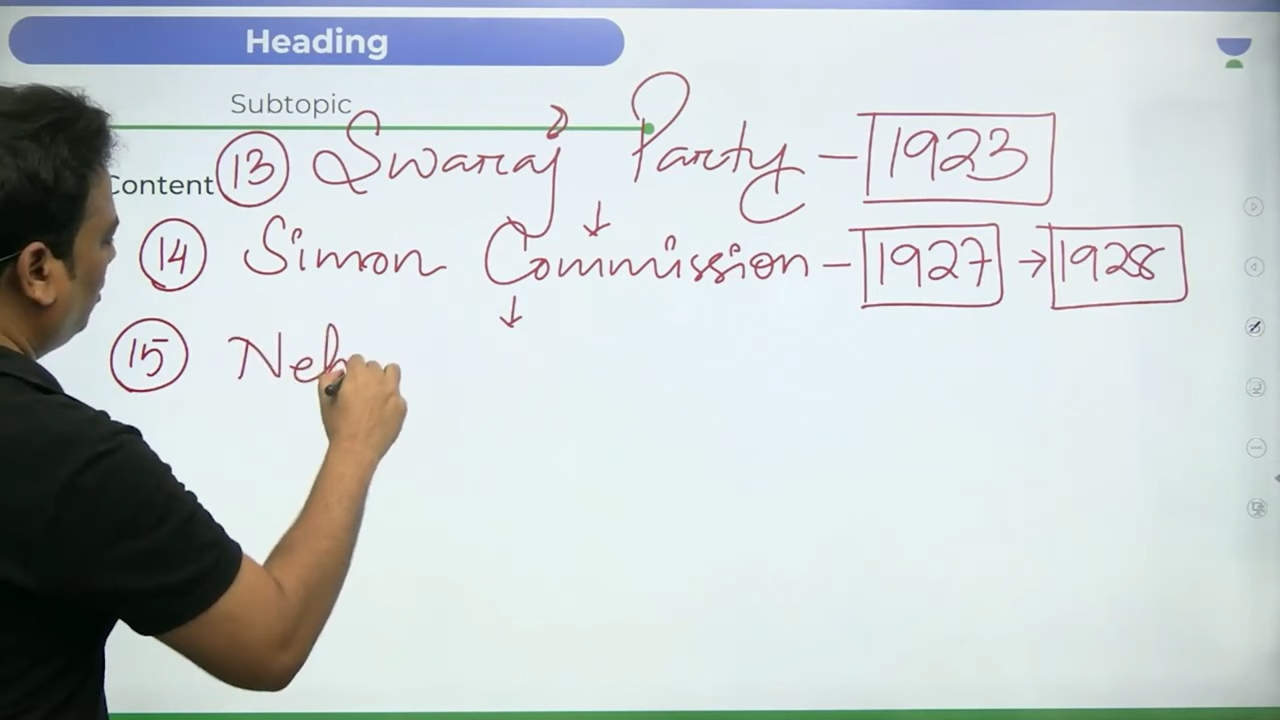 Heading
Subtopic
Content
13 Swaraj Party - 1923
14 Simon Commission - 1927 → 1928
15 Neh